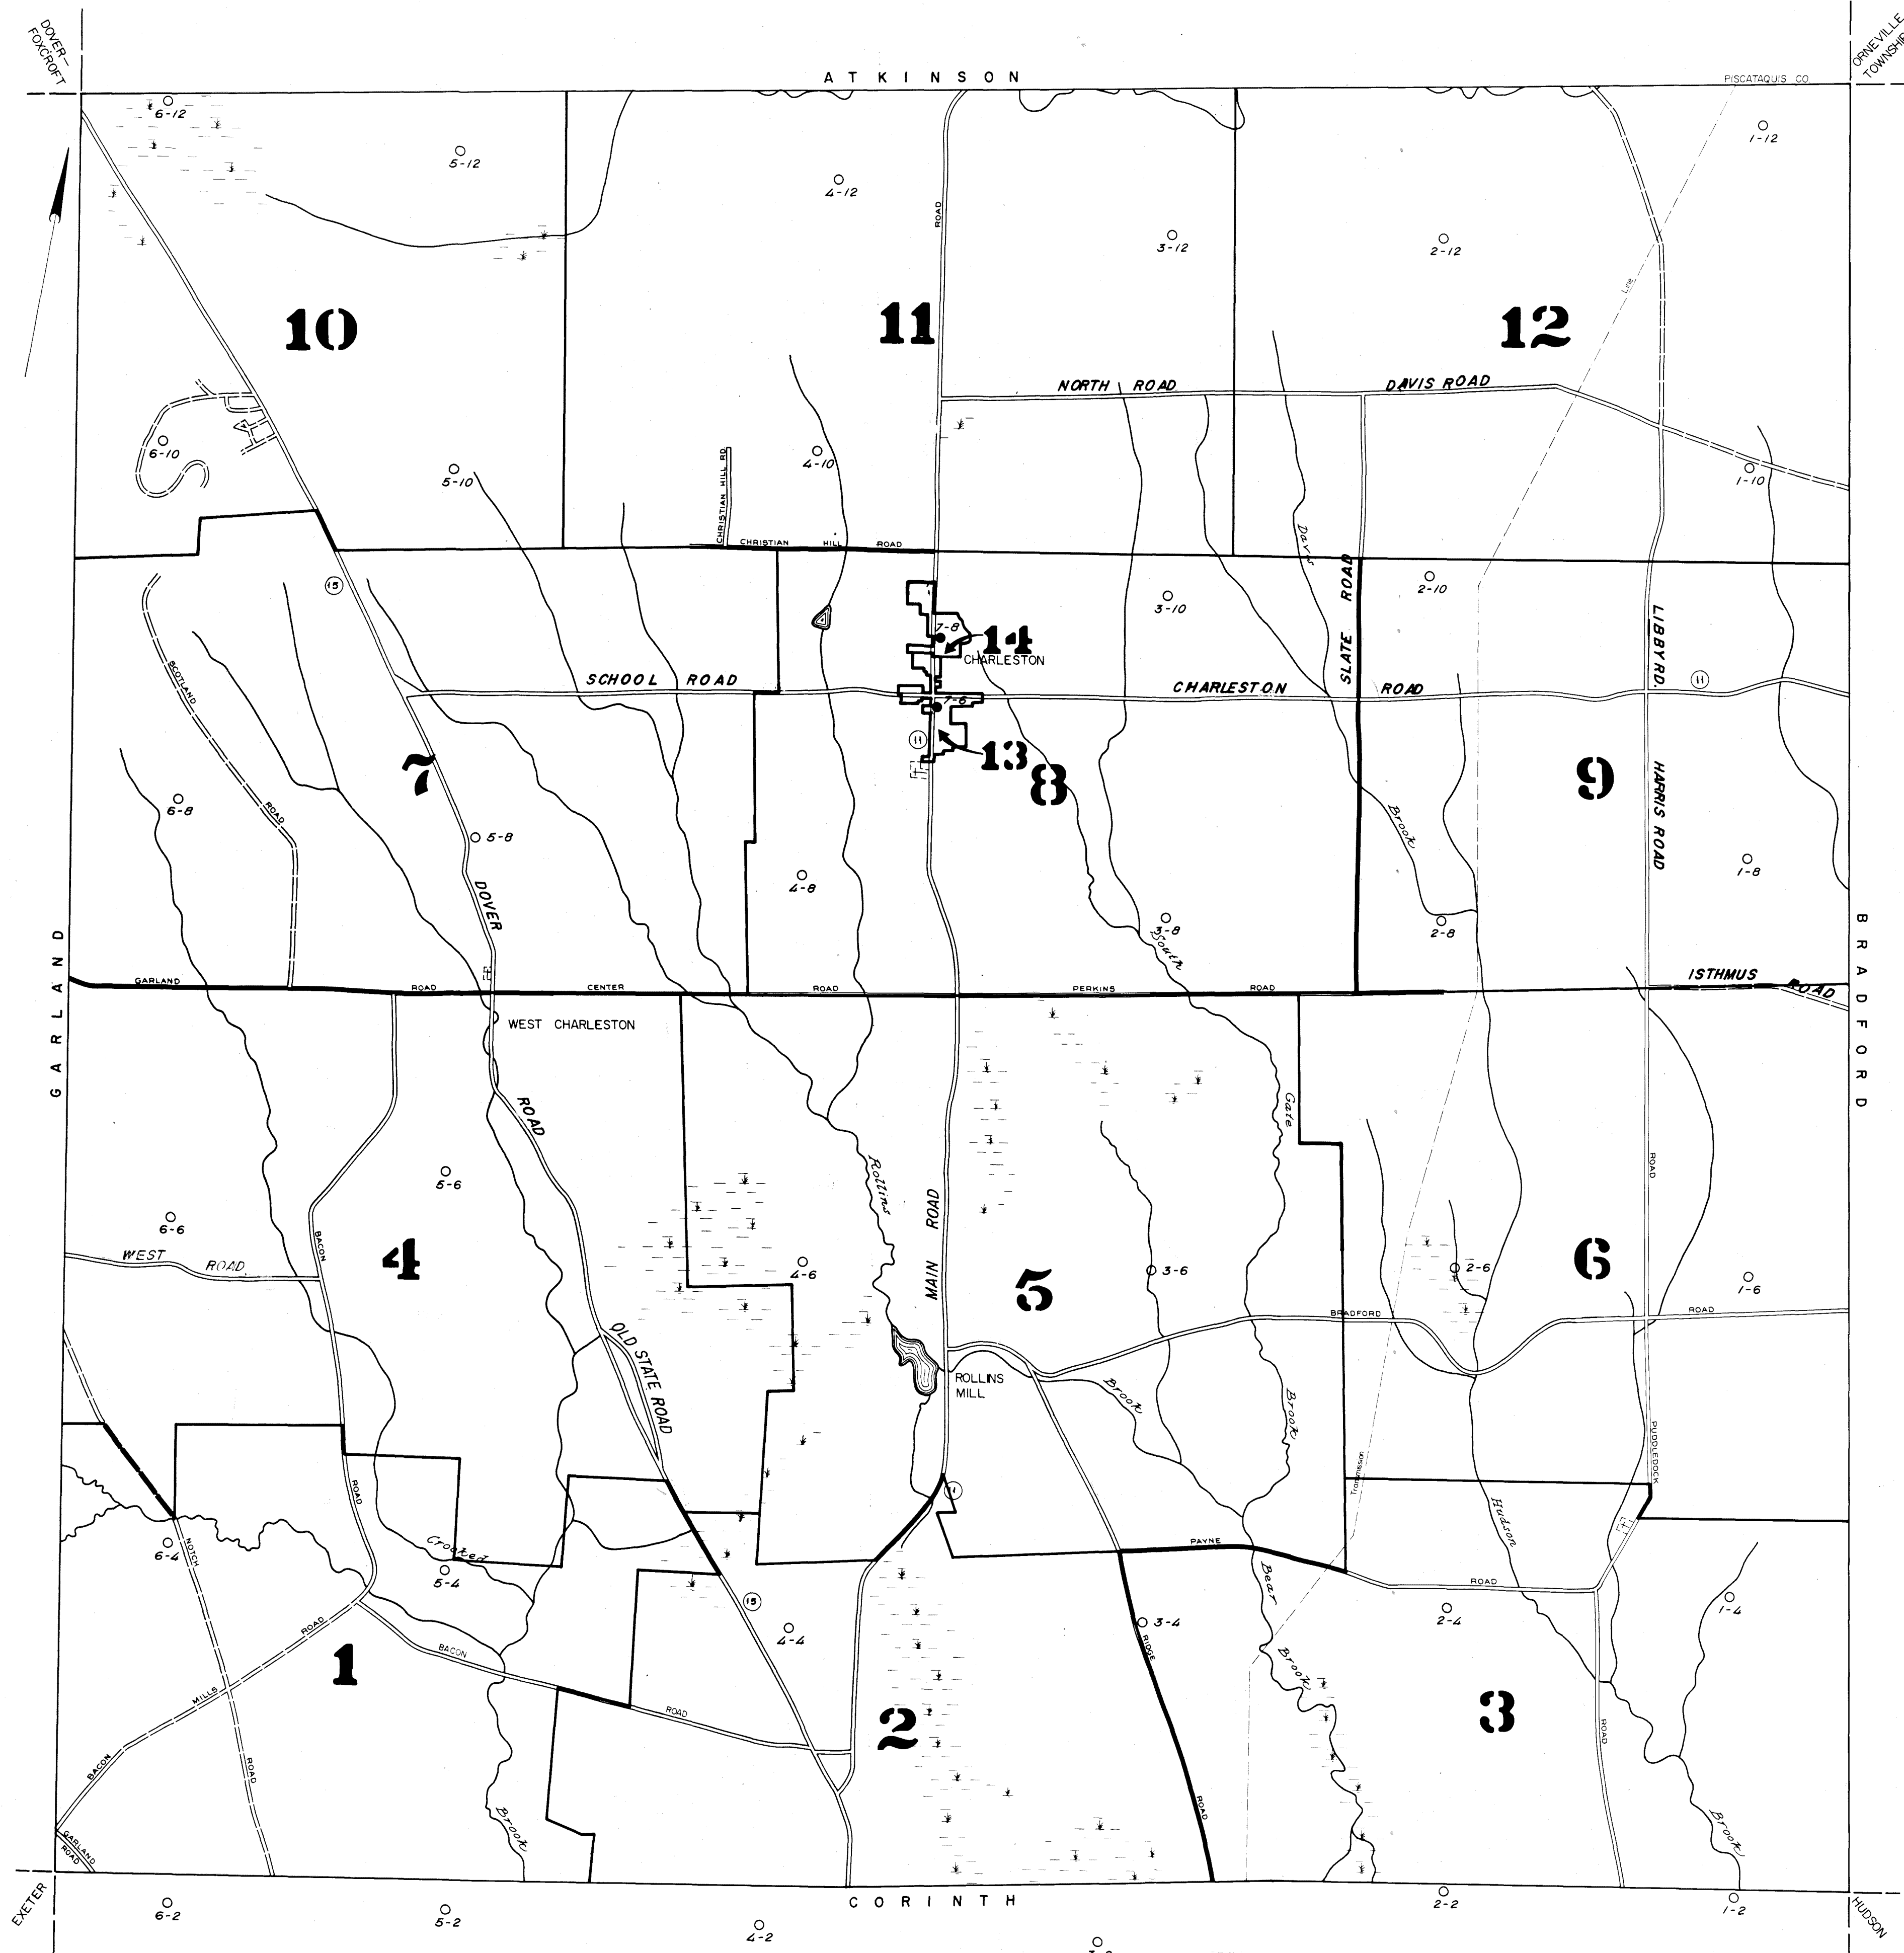 DOVER-
FOXCROFT
ATKINSON
PISCATAQUIS CO
ORNEVILLE
TOWNSHIP
6-12
5-12
4-12
3-12
2-12
1-12
ROAD
Line
10
11
12
NORTH ROAD
DAVIS ROAD
6-10
5-10
4-10
1-10
CHRISTIAN HILL RD
CHRISTIAN HILL ROAD
Davis
15
3-10
2-10
SLATE ROAD
LIBBY RD.
7-8
14
CHARLESTON
SCOTLAND
SCHOOL ROAD
CHARLESTON ROAD
11
7-6
11
13
7
8
9
HARRIS ROAD
6-8
ROAD
5-8
4-8
Brook
1-8
DOVER
3-8
2-8
South
GARLAND
BRADFORD
GARLAND ROAD CENTER ROAD PERKINS ROAD
ISTHMUS ROAD
WEST CHARLESTON
ROAD
Gate
5-6
Rollins
ROAD
6-6
BACON
MAIN ROAD
WEST ROAD
4
4-6
5
3-6
2-6
6
1-6
BRADFORD ROAD
OLD STATE ROAD
ROLLINS
MILL
Brook
Brook
PUDDLEDOCK
ROAD
11
Transmission
Hudson
6-4
NOTCH
Crooked
5-4
PAYNE
ROAD
Bear
15
4-4
3-4
2-4
1-4
ROAD
RIDGE
BACON
Brook
1
MILLS
ROAD
2
3
ROAD
BACON
ROAD
ROAD
Brook
Brook
GARLAND
ROAD
EXETER
CORINTH
HUDSON
6-2
5-2
4-2
2-2
1-2